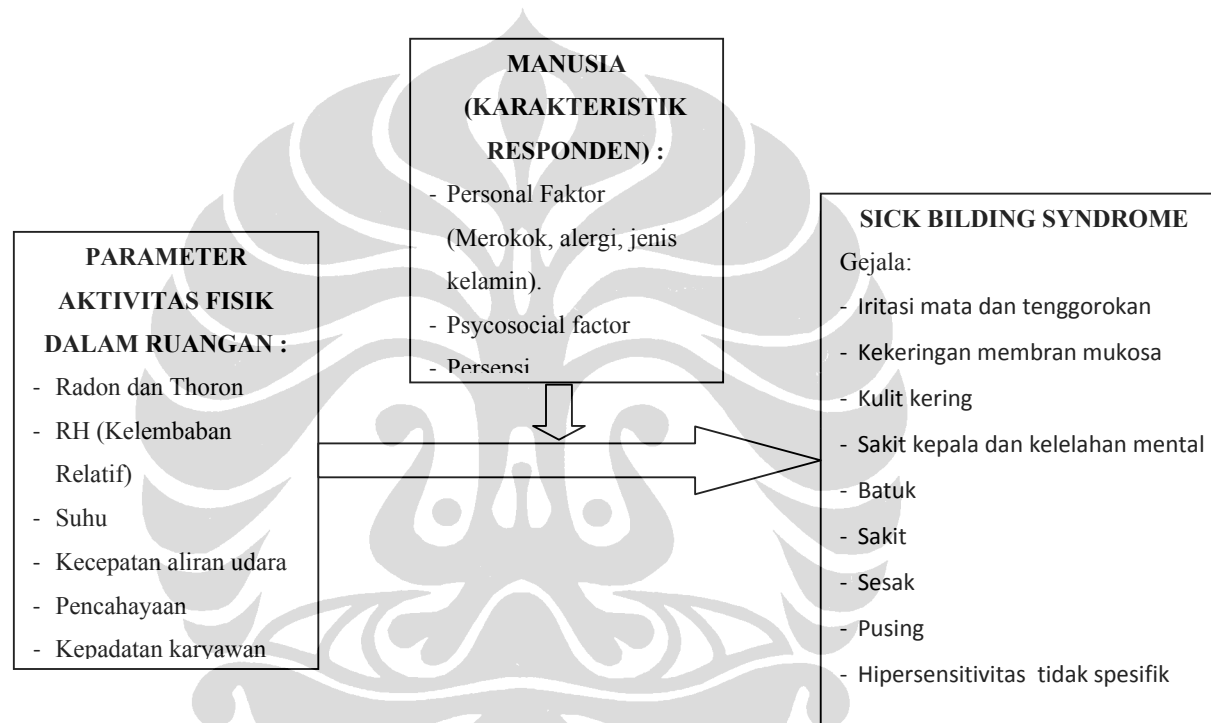 MANUSIA
(KARAKTERISTIK
RESPONDEN) :
- Personal Faktor
(Merokok, alergi, jenis
kelamin).
- Psycosocial factor
- Persepsi
PARAMETER
AKTIVITAS FISIK
DALAM RUANGAN :
- Radon dan Thoron
- RH (Kelembaban
Relatif)
- Suhu
- Kecepatan aliran udara
- Pencahayaan
- Kepadatan karyawan
SICK BILDING SYNDROME
Gejala:
- Iritasi mata dan tenggorokan
- Kekeringan membran mukosa
- Kulit kering
- Sakit kepala dan kelelahan mental
- Batuk
- Sakit
- Sesak
- Pusing
- Hipersensitivitas tidak spesifik